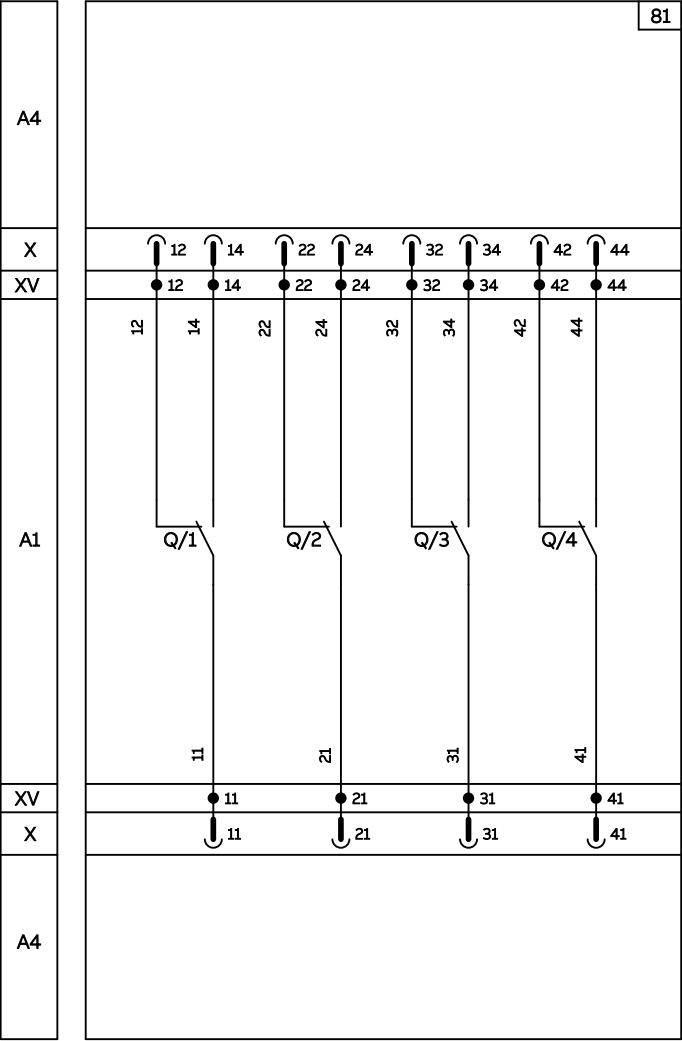 81
A4
X 12 14 22 24 32 34 42 44
XV 12 14 22 24 32 34 42 44
12 14 22 24 32 34 42 44
A1 Q/1 Q/2 Q/3 Q/4
11 21 31 41
XV 11 21 31 41
X 11 21 31 41
A4